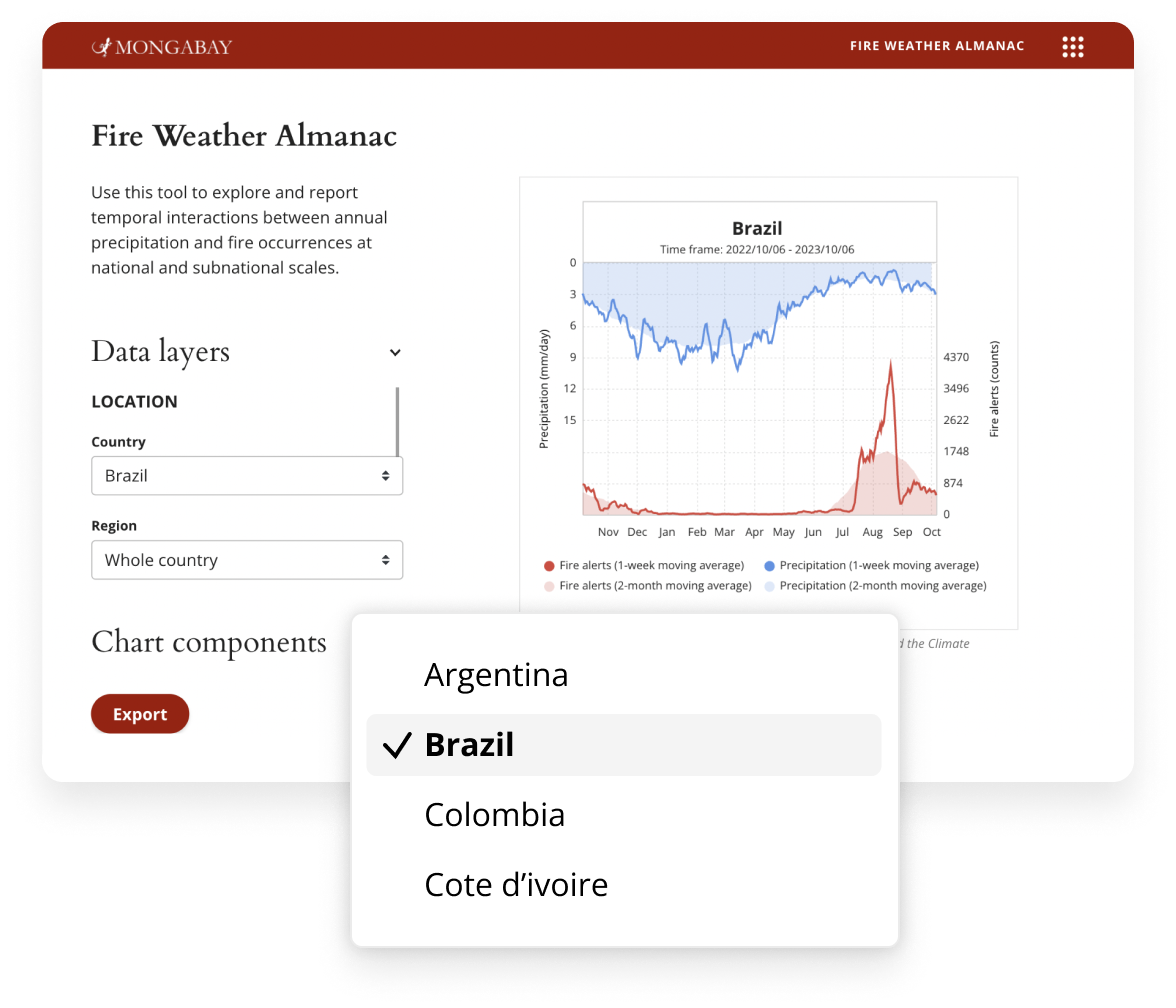 MONGABAY
FIRE WEATHER ALMANAC
Fire Weather Almanac
Use this tool to explore and report
temporal interactions between annual
precipitation and fire occurrences at
national and subnational scales.
Data layers
LOCATION
Country
Brazil
Region
Whole country
Chart components
Export
Brazil
Time frame: 2022/10/06 - 2023/10/06
Precipitation (mm/day)
0
3
6
9
12
15
4370
3496
2622
1748
874
0
Fire alerts (counts)
Nov Dec Jan Feb Mar Apr May Jun Jul Aug Sep Oct
Fire alerts (1-week moving average) Precipitation (1-week moving average)
Fire alerts (2-month moving average) Precipitation (2-month moving average)
the Climate
Argentina
Brazil
Colombia
Cote d’ivoire